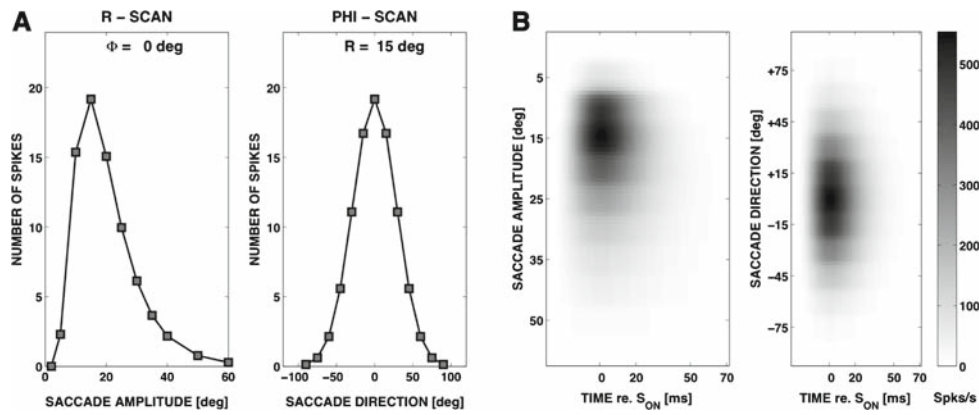 A
R – SCAN
Φ = 0 deg
NUMBER OF SPIKES
20
15
10
5
0
0 20 40 60
SACCADE AMPLITUDE [deg]
PHI – SCAN
R = 15 deg
NUMBER OF SPIKES
20
15
10
5
0
−100 −50 0 50 100
SACCADE DIRECTION [deg]
B
SACCADE AMPLITUDE [deg]
5
15
25
35
50
0 20 50 70
TIME re. S_ON [ms]
SACCADE DIRECTION [deg]
+75
+45
+15
−15
−45
−75
0 20 50 70
TIME re. S_ON [ms]
500
400
300
200
100
0
Spks/s